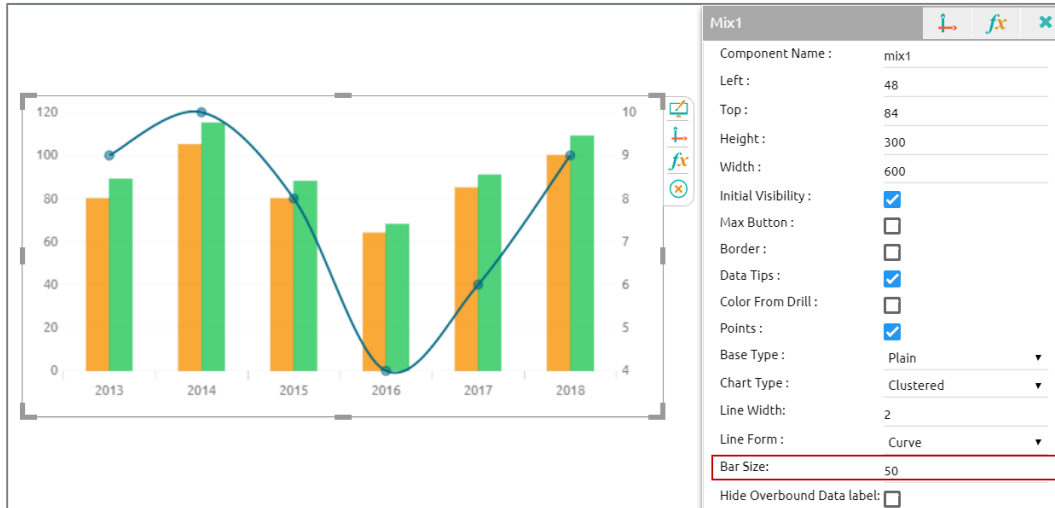 Mix1
fx
Component Name :
mix1
Left :
48
Top :
84
Height :
300
Width :
600
Initial Visibility :
Max Button :
Border :
Data Tips :
Color From Drill :
Points :
Base Type :
Plain
Chart Type :
Clustered
Line Width:
2
Line Form :
Curve
Bar Size:
50
Hide Overbound Data label:
120
100
80
60
40
20
0
10
9
8
7
6
5
4
2013
2014
2015
2016
2017
2018
fx